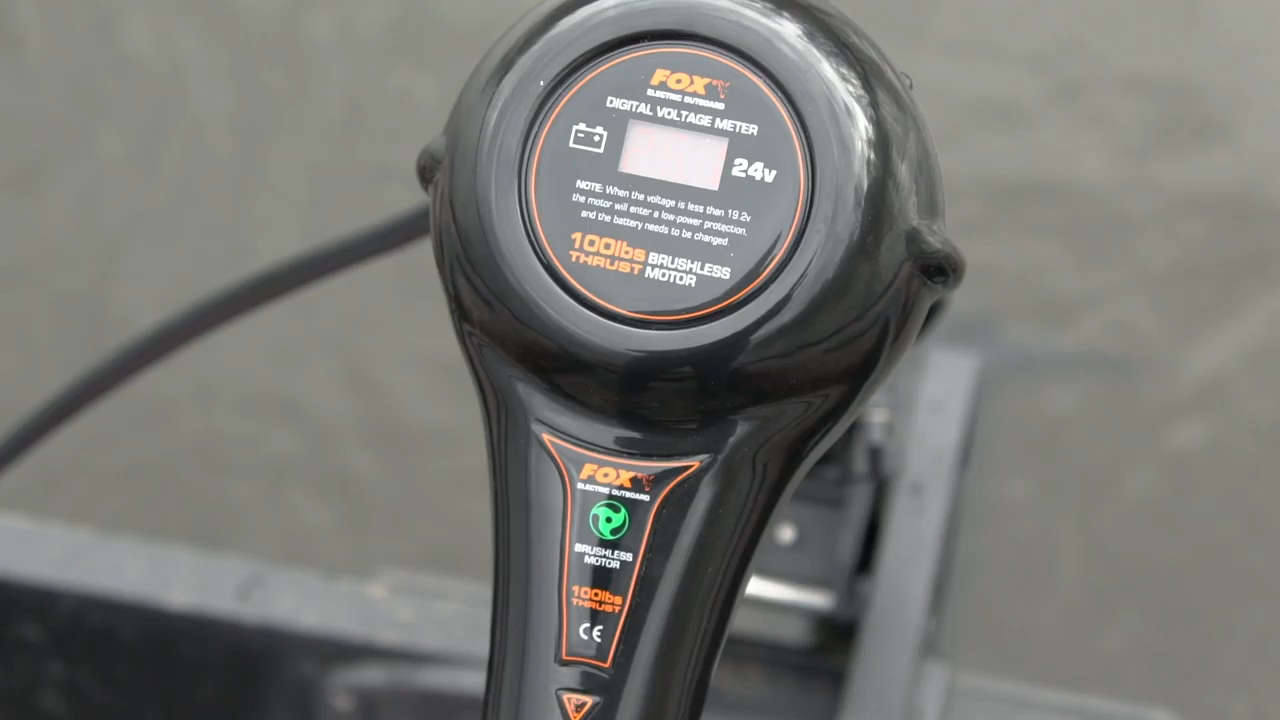 FOX
ELECTRIC OUTBOARD
DIGITAL VOLTAGE METER
24v
NOTE: When the voltage is less than 19.2v
the motor will enter a low-power protection,
and the battery needs to be changed.
100lbs BRUSHLESS
THRUST MOTOR
FOX
ELECTRIC OUTBOARD
BRUSHLESS
MOTOR
100lbs
THRUST
CE